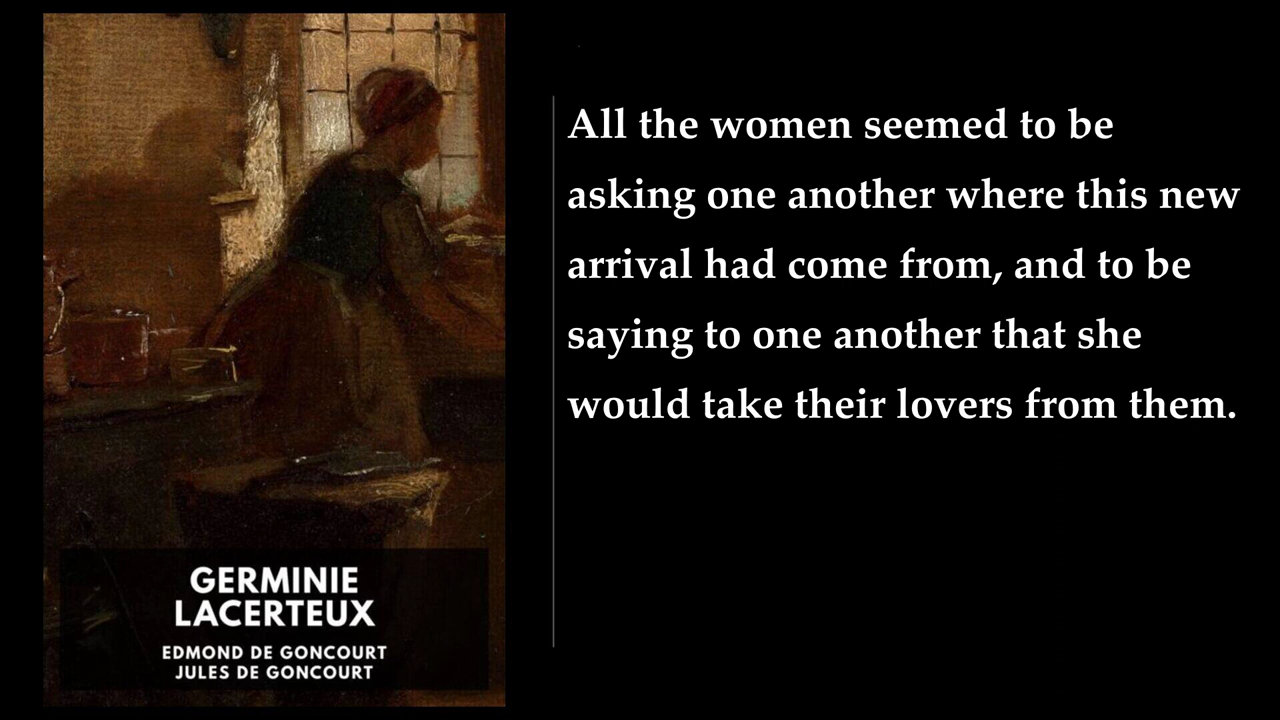 All the women seemed to be
asking one another where this new
arrival had come from, and to be
saying to one another that she
would take their lovers from them.
GERMINIE
LACERTEUX
EDMOND DE GONCOURT
JULES DE GONCOURT